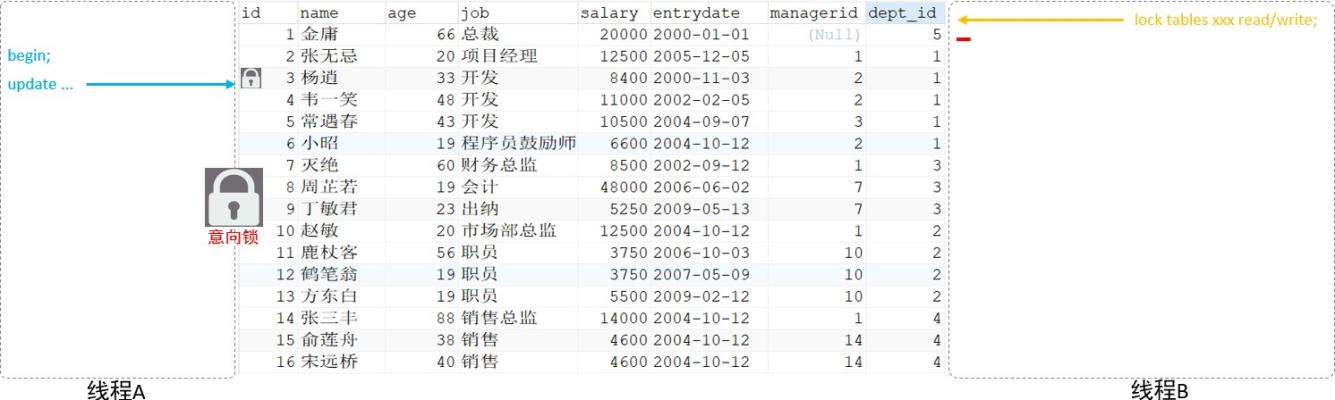 id name age job salary entrydate managerid dept_id
1 金庸 66 总裁 20000 2000-01-01 (Null) 5
lock tables xxx read/write;
begin;
2 张无忌 20 项目经理 12500 2005-12-05 1 1
update ...
3 杨逍 33 开发 8400 2000-11-03 2 1
4 韦一笑 48 开发 11000 2002-02-05 2 1
5 常遇春 43 开发 10500 2004-09-07 3 1
6 小昭 19 程序员鼓励师 6600 2004-10-12 2 1
7 灭绝 60 财务总监 8500 2002-09-12 1 3
8 周芷若 19 会计 48000 2006-06-02 7 3
9 丁敏君 23 出纳 5250 2009-05-13 7 3
意向锁
10 赵敏 20 市场部总监 12500 2004-10-12 1 2
11 鹿杖客 56 职员 3750 2006-10-03 10 2
12 鹤笔翁 19 职员 3750 2007-05-09 10 2
13 方东白 19 职员 5500 2009-02-12 10 2
14 张三丰 88 销售总监 14000 2004-10-12 1 4
15 俞莲舟 38 销售 4600 2004-10-12 14 4
16 宋远桥 40 销售 4600 2004-10-12 14 4
线程A
线程B